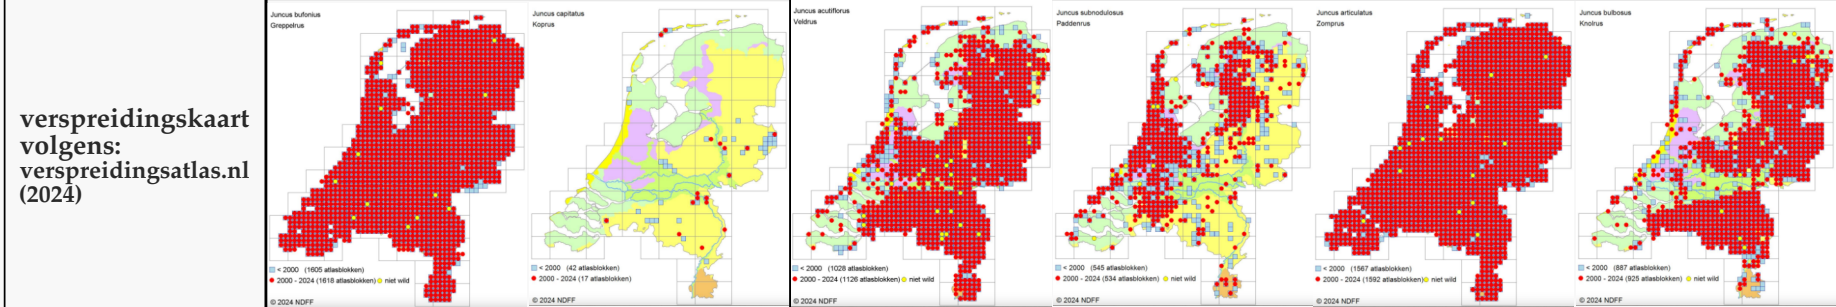 verspreidingskaart
volgens:
verspreidingsatlas.nl
(2024)
Juncus bufonius
Greppelrus
< 2000 (1605 atlasblokken)
2000 - 2024 (1618 atlasblokken) niet wild
© 2024 NDFF
Juncus capitatus
Koprus
< 2000 (42 atlasblokken)
2000 - 2024 (17 atlasblokken)
© 2024 NDFF
Juncus acutiflorus
Veldrus
< 2000 (1028 atlasblokken)
2000 - 2024 (1126 atlasblokken) niet wild
© 2024 NDFF
Juncus subnodulosus
Paddenrus
< 2000 (545 atlasblokken)
2000 - 2024 (534 atlasblokken) niet wild
© 2024 NDFF
Juncus articulatus
Zomprus
< 2000 (1567 atlasblokken)
2000 - 2024 (1592 atlasblokken) niet wild
© 2024 NDFF
Juncus bulbosus
Knolrus
< 2000 (887 atlasblokken)
2000 - 2024 (925 atlasblokken) niet wild
© 2024 NDFF